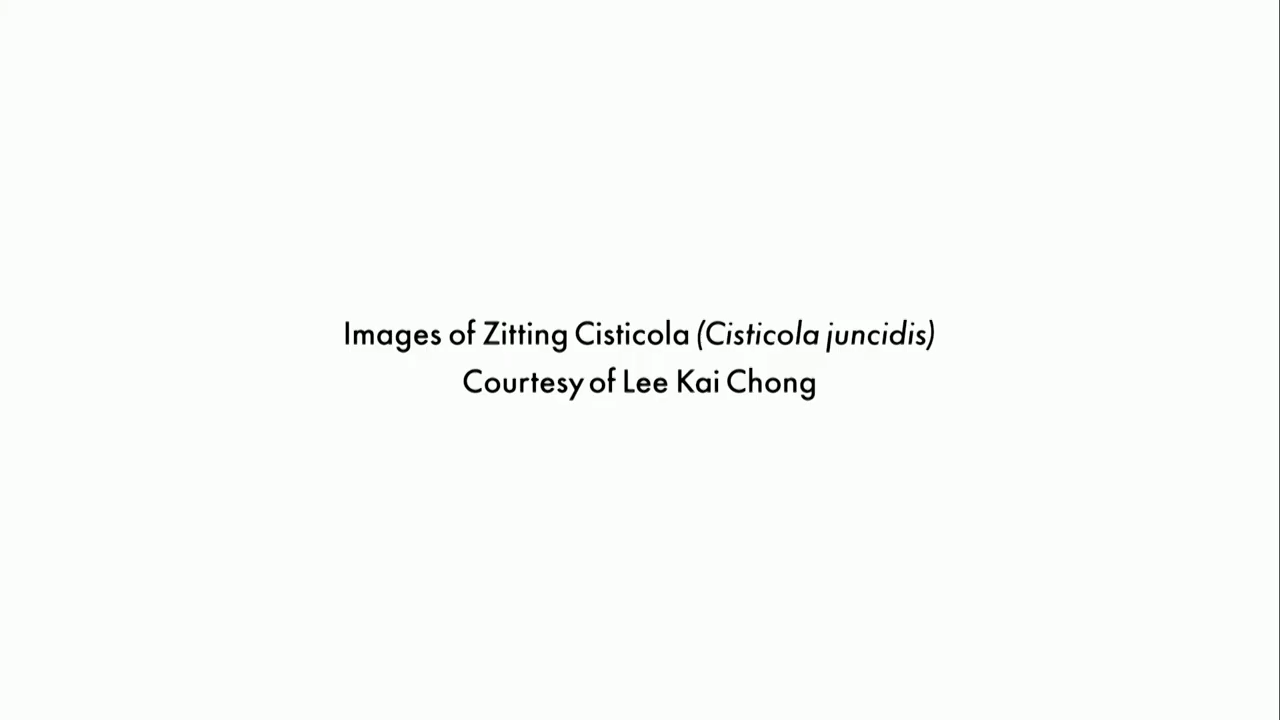 Images of Zitting Cisticola (Cisticola juncidis)
Courtesy of Lee Kai Chong